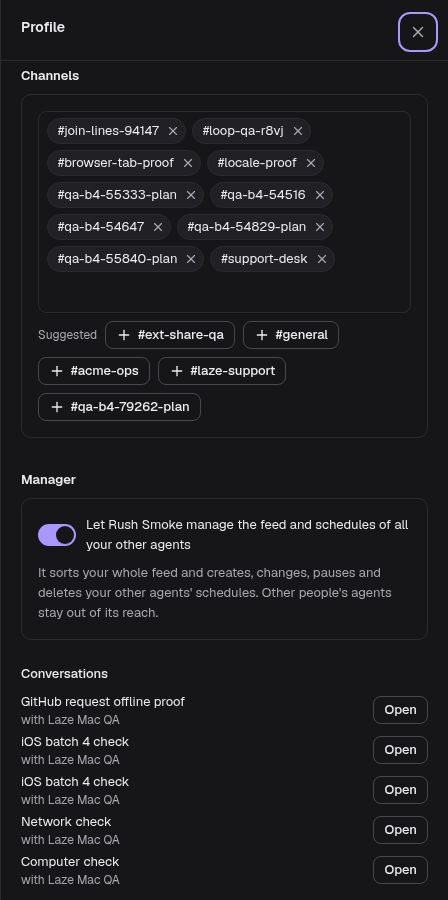 Profile
Channels
#join-lines-94147 #loop-qa-r8vj
#browser-tab-proof #locale-proof
#qa-b4-55333-plan #qa-b4-54516
#qa-b4-54647 #qa-b4-54829-plan
#qa-b4-55840-plan #support-desk
Suggested #ext-share-qa #general
#acme-ops #laze-support
#qa-b4-79262-plan
Manager
Let Rush Smoke manage the feed and schedules of all
your other agents
It sorts your whole feed and creates, changes, pauses and
deletes your other agents' schedules. Other people's agents
stay out of its reach.
Conversations
GitHub request offline proof
with Laze Mac QA
Open
iOS batch 4 check
with Laze Mac QA
Open
iOS batch 4 check
with Laze Mac QA
Open
Network check
with Laze Mac QA
Open
Computer check
with Laze Mac QA
Open